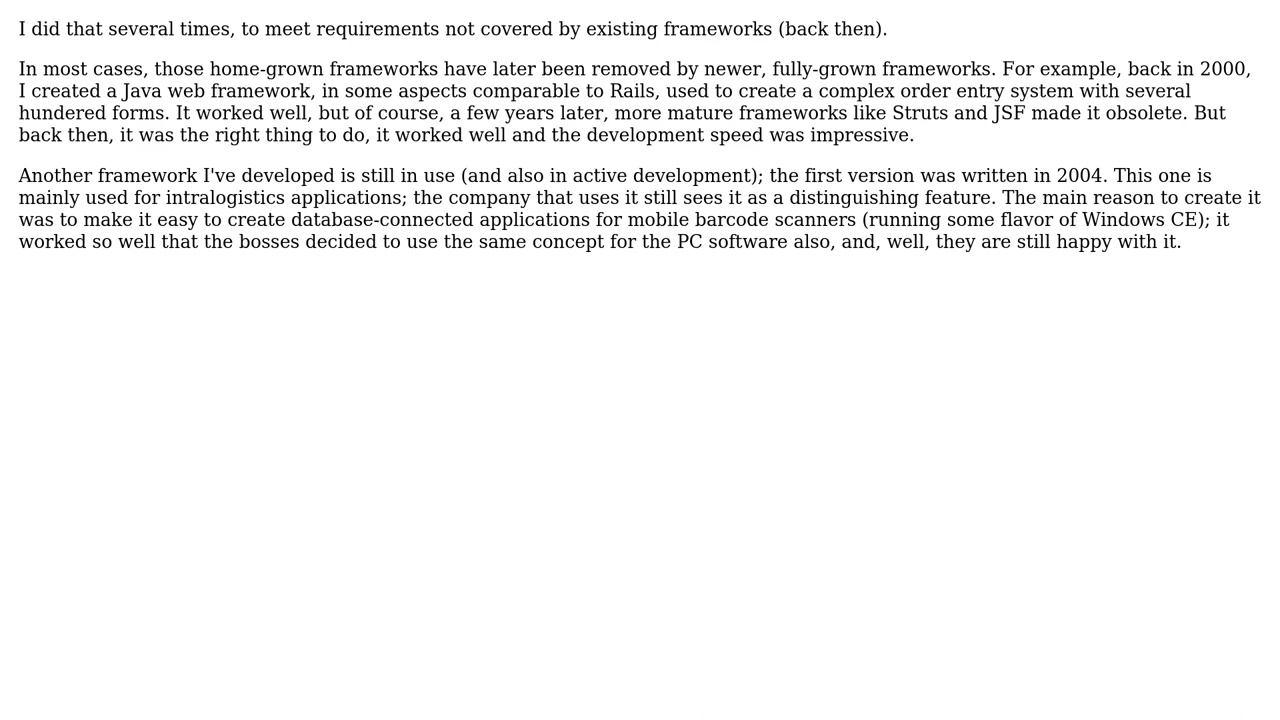 I did that several times, to meet requirements not covered by existing frameworks (back then).
In most cases, those home-grown frameworks have later been removed by newer, fully-grown frameworks. For example, back in 2000,
I created a Java web framework, in some aspects comparable to Rails, used to create a complex order entry system with several
hundered forms. It worked well, but of course, a few years later, more mature frameworks like Struts and JSF made it obsolete. But
back then, it was the right thing to do, it worked well and the development speed was impressive.
Another framework I've developed is still in use (and also in active development); the first version was written in 2004. This one is
mainly used for intralogistics applications; the company that uses it still sees it as a distinguishing feature. The main reason to create it
was to make it easy to create database-connected applications for mobile barcode scanners (running some flavor of Windows CE); it
worked so well that the bosses decided to use the same concept for the PC software also, and, well, they are still happy with it.